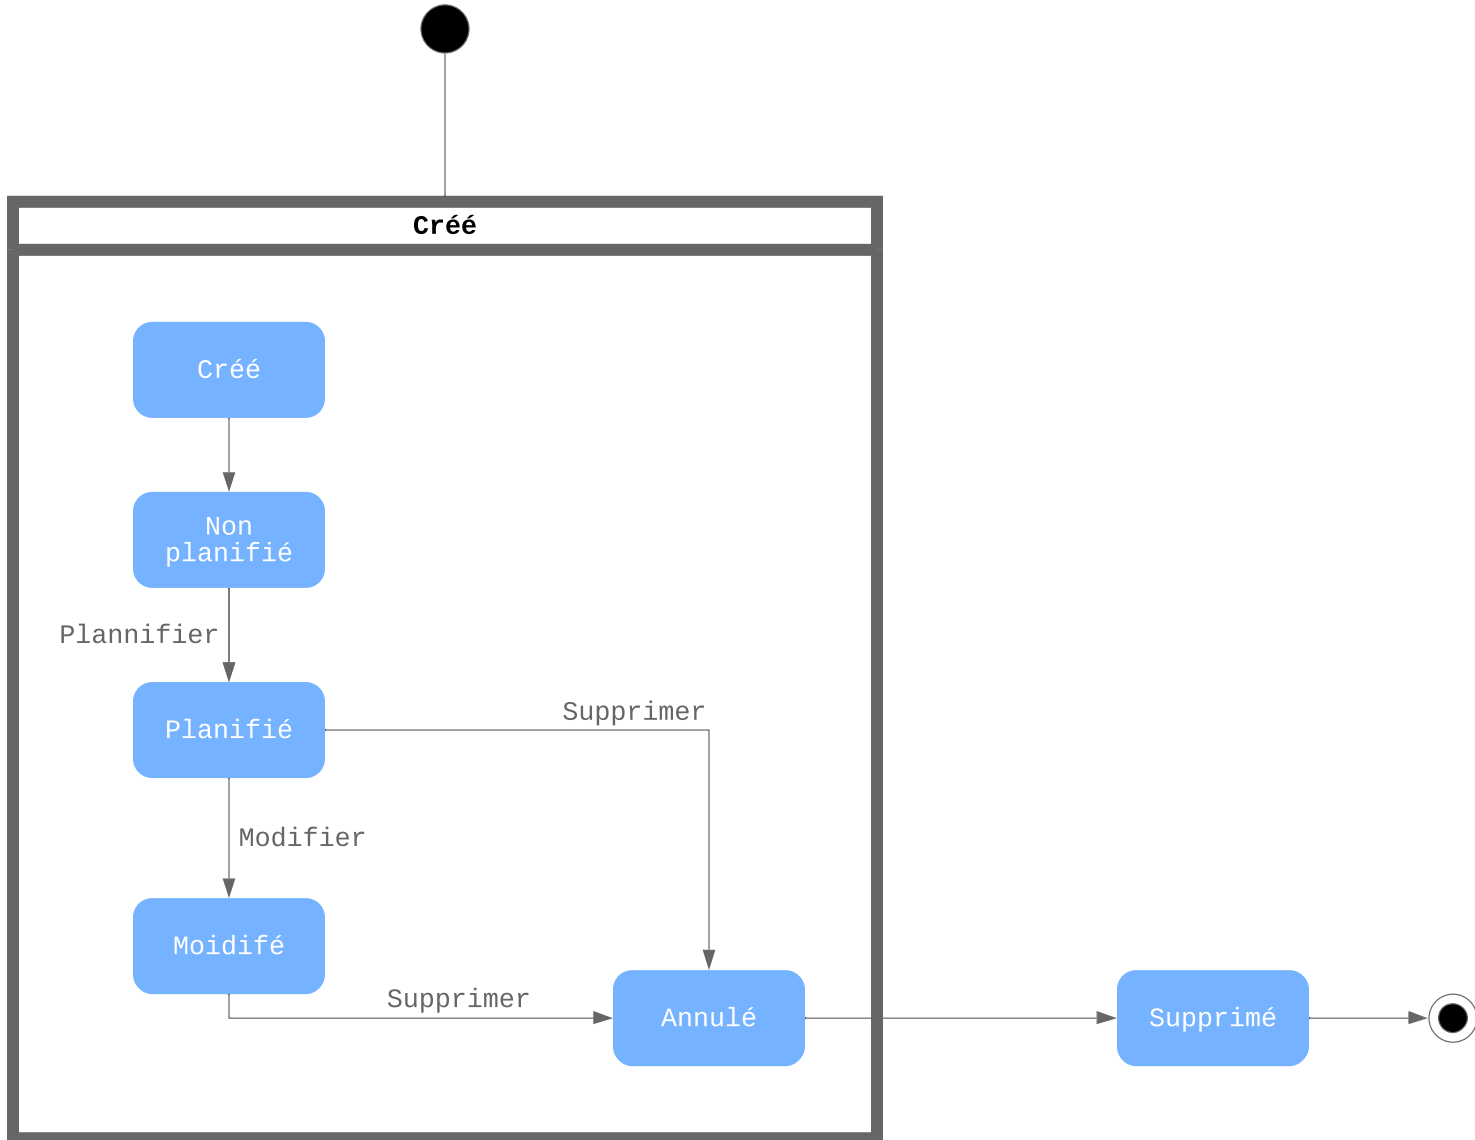 Créé
Créé
Non
planifié
Plannifier
Supprimer
Planifié
Modifier
Moidifé
Supprimer
Annulé
Supprimé